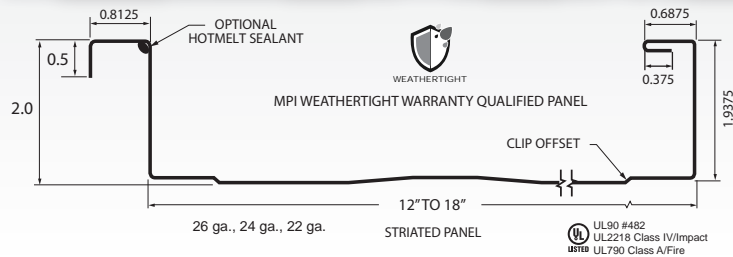 0.8125
OPTIONAL
HOTMELT SEALANT
0.6875
0.5
WEATHERTIGHT
0.375
2.0
MPI WEATHERTIGHT WARRANTY QUALIFIED PANEL
1.9375
CLIP OFFSET
12" TO 18"
26 ga., 24 ga., 22 ga.
STRIATED PANEL
UL
LISTED
UL90 #482
UL2218 Class IV/Impact
UL790 Class A/Fire